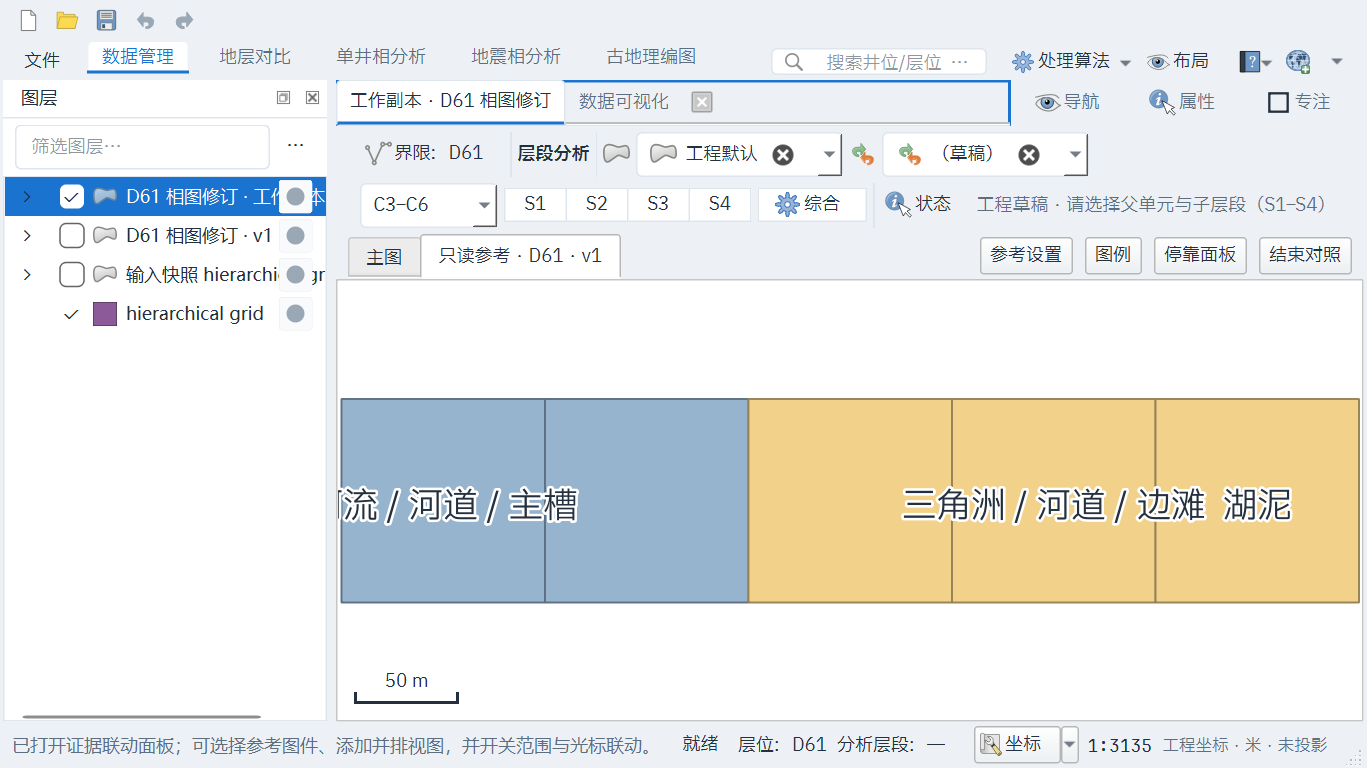 文件 数据管理 地层对比 单井相分析 地震相分析 古地理编图 搜索井位/层位 … 处理算法 布局
图层
筛选图层… …
D61 相图修订 · 工作 本
D61 相图修订 · v1
输入快照 hierarchi gr
hierarchical grid
工作副本 · D61 相图修订 数据可视化 导航 属性 专注
界限: D61 层段分析 工程默认 （草稿）
C3–C6 S1 S2 S3 S4 综合 状态 工程草稿 · 请选择父单元与子层段（S1–S4）
主图 只读参考 · D61 · v1 参考设置 图例 停靠面板 结束对照
流 / 河道 / 主槽 三角洲 / 河道 / 边滩 湖泥
50 m
已打开证据联动面板；可选择参考图件、添加并排视图，并开关范围与光标联动。 就绪 层位: D61 分析层段: — 坐标 1:3135 工程坐标 · 米 · 未投影